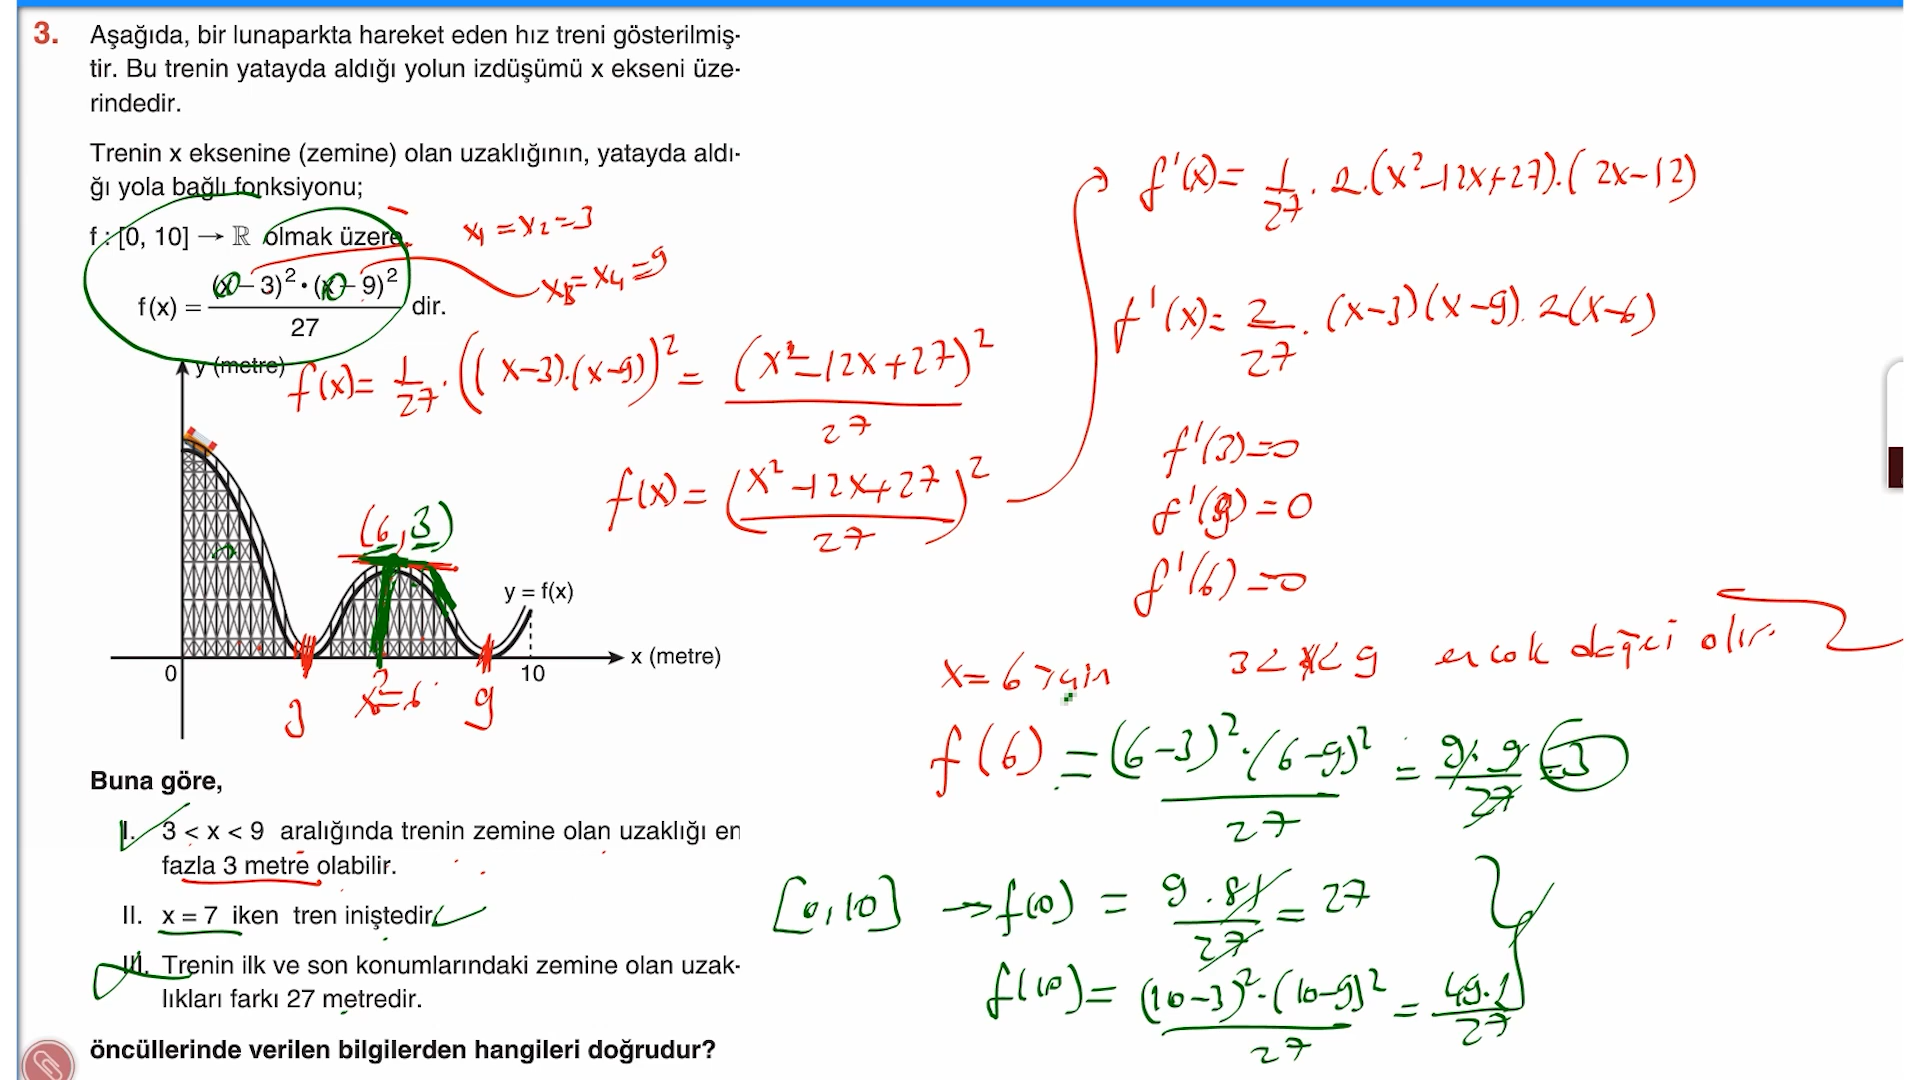 3. Aşağıda, bir lunaparkta hareket eden hız treni gösterilmiş-
tir. Bu trenin yatayda aldığı yolun izdüşümü x ekseni üze-
rindedir.
Trenin x eksenine (zemine) olan uzaklığının, yatayda aldı-
ğı yola bağlı fonksiyonu;
f : [0, 10] → ℝ olmak üzere,
f(x) = (x – 3)² · (x – 9)² / 27 dir.
x₁ = x₂ = 3
x₃ = x₄ = 9
y (metre)
f(x) = 1/27 · ((x-3)·(x-9))² = (x²-12x+27)² / 27
f(x) = (x²-12x+27)² / 27
(6,3)
y = f(x)
0
10
x (metre)
3
x=6
9
f'(x) = 1/27 · 2·(x²-12x+27)·(2x-12)
f'(x) = 2/27 · (x-3)(x-9) · 2(x-6)
f'(3)=0
f'(9)=0
f'(6)=0
x=6 için 3<x<9 en çok değeri olır.
f(6) = (6-3)²·(6-9)² / 27 = 9·9 / 27 = 3
[0,10] → f(0) = 9·81 / 27 = 27
f(10) = (10-3)²·(10-9)² / 27 = 49·1 / 27
Buna göre,
I. 3 < x < 9 aralığında trenin zemine olan uzaklığı en
fazla 3 metre olabilir.
II. x = 7 iken tren iniştedir.
III. Trenin ilk ve son konumlarındaki zemine olan uzak-
lıkları farkı 27 metredir.
öncüllerinde verilen bilgilerden hangileri doğrudur?